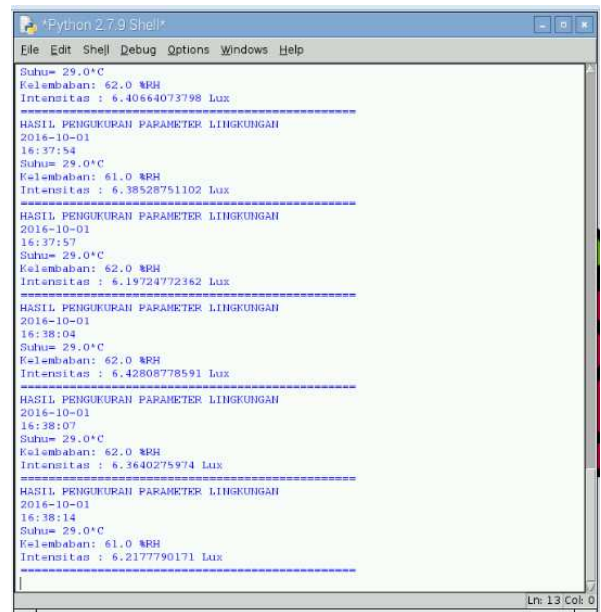 *Python 2.7.9 Shell*
File Edit Shell Debug Options Windows Help
Suhu= 29.0*C
Kelembaban: 62.0 %RH
Intensitas : 6.40664073798 Lux
==================================================
HASIL PENGUKURAN PARAMETER LINGKUNGAN
2016-10-01
16:37:54
Suhu= 29.0*C
Kelembaban: 61.0 %RH
Intensitas : 6.38528751102 Lux
==================================================
HASIL PENGUKURAN PARAMETER LINGKUNGAN
2016-10-01
16:37:57
Suhu= 29.0*C
Kelembaban: 62.0 %RH
Intensitas : 6.19724772362 Lux
==================================================
HASIL PENGUKURAN PARAMETER LINGKUNGAN
2016-10-01
16:38:04
Suhu= 29.0*C
Kelembaban: 62.0 %RH
Intensitas : 6.42808778591 Lux
==================================================
HASIL PENGUKURAN PARAMETER LINGKUNGAN
2016-10-01
16:38:07
Suhu= 29.0*C
Kelembaban: 62.0 %RH
Intensitas : 6.3640275974 Lux
==================================================
HASIL PENGUKURAN PARAMETER LINGKUNGAN
2016-10-01
16:38:14
Suhu= 29.0*C
Kelembaban: 61.0 %RH
Intensitas : 6.2177790171 Lux
==================================================
Ln: 13 Col: 0